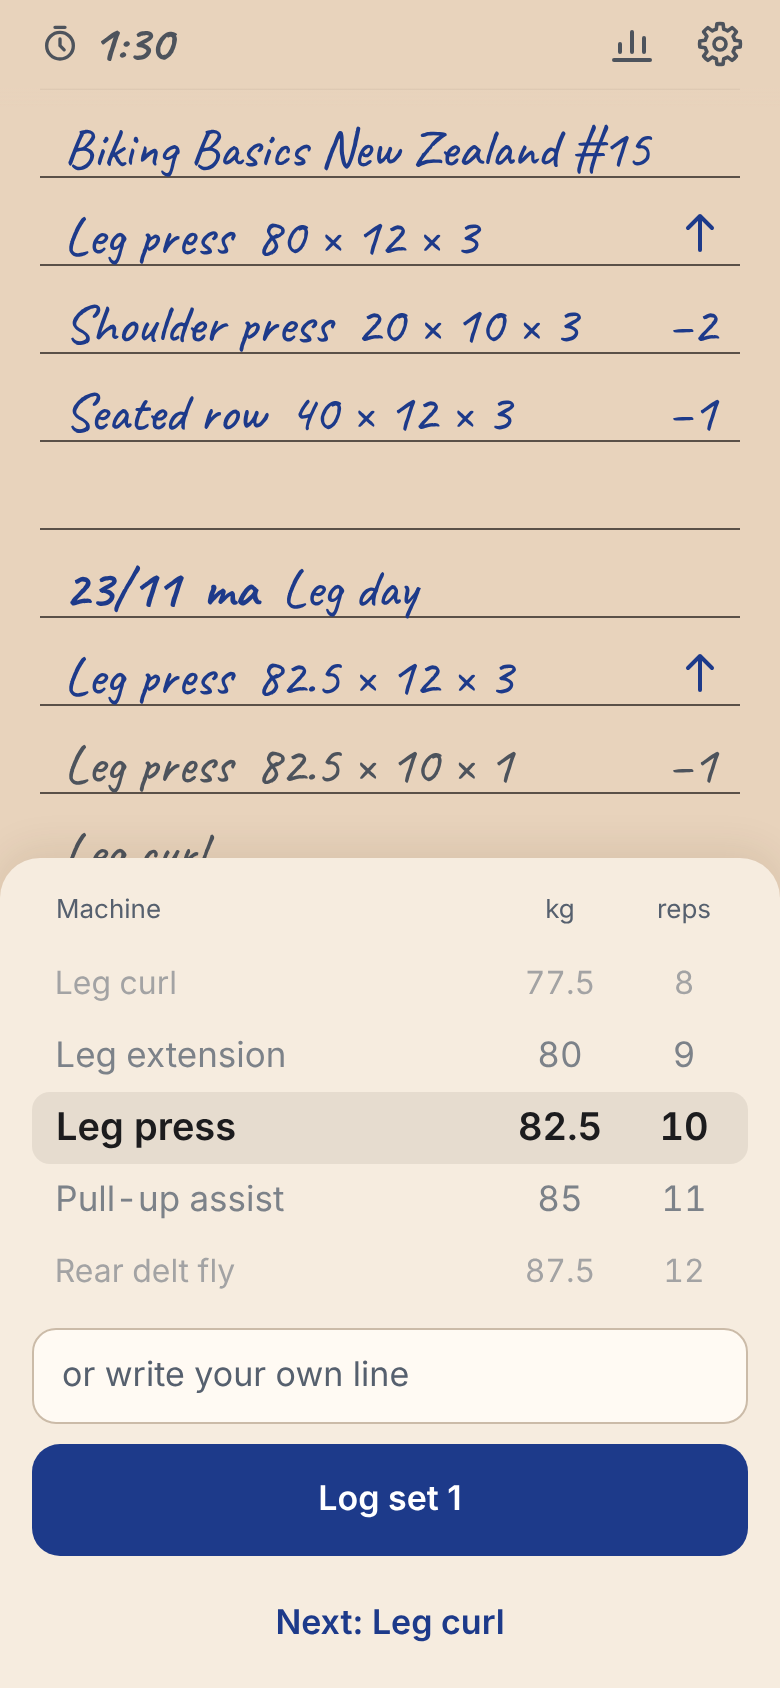 1:30
Biking Basics New Zealand #15
Leg press 80 × 12 × 3 ↑
Shoulder press 20 × 10 × 3 –2
Seated row 40 × 12 × 3 –1
23/11 ma Leg day
Leg press 82.5 × 12 × 3 ↑
Leg press 82.5 × 10 × 1 –1
Leg curl
Machine kg reps
Leg curl 77.5 8
Leg extension 80 9
Leg press 82.5 10
Pull-up assist 85 11
Rear delt fly 87.5 12
or write your own line
Log set 1
Next: Leg curl